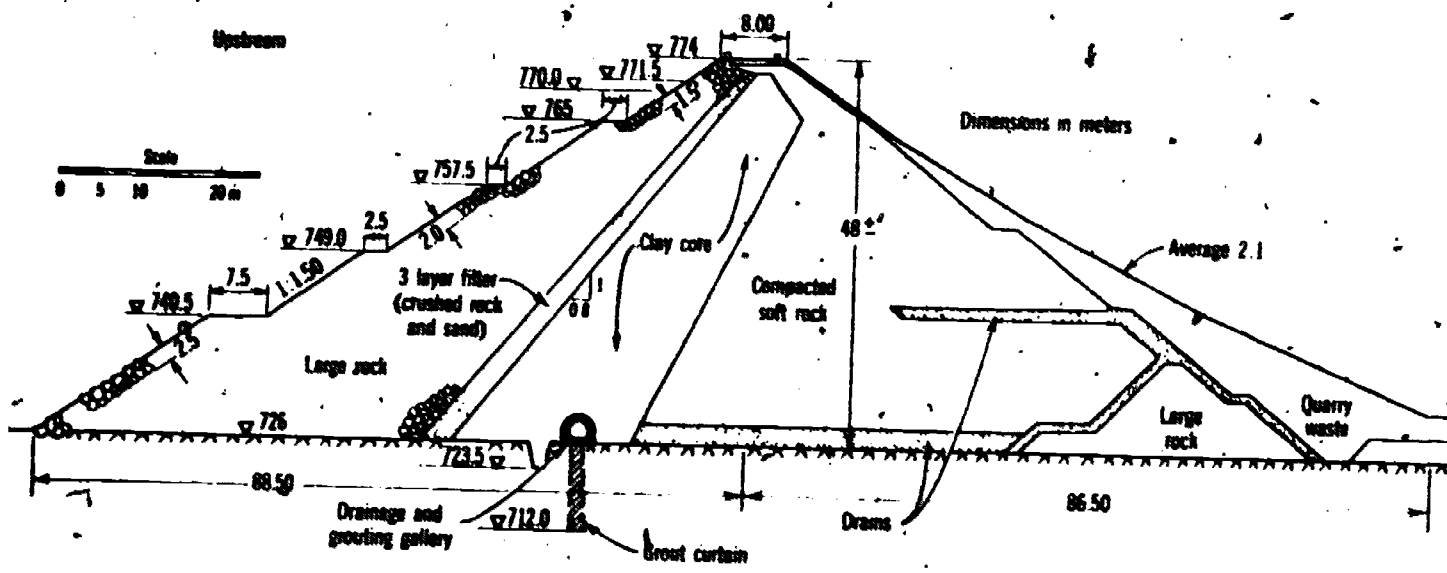 Upstream
8.00
774
771.5
770.0
765
2.5
757.5
1.5
Dimensions in meters
Scale
0 5 10 20 m
2.5
749.0
2.0
Clay core
48 ±
Average 2.1
7.5
1:1.50
740.5
3 layer filter
(crushed rock
and sand)
1
0 8
Compacted
soft rock
2.5
Large rock
Large
rock
Quarry
waste
726
723.5
88.50
86.50
Drainage and
grouting gallery
712.0
Grout curtain
Drams